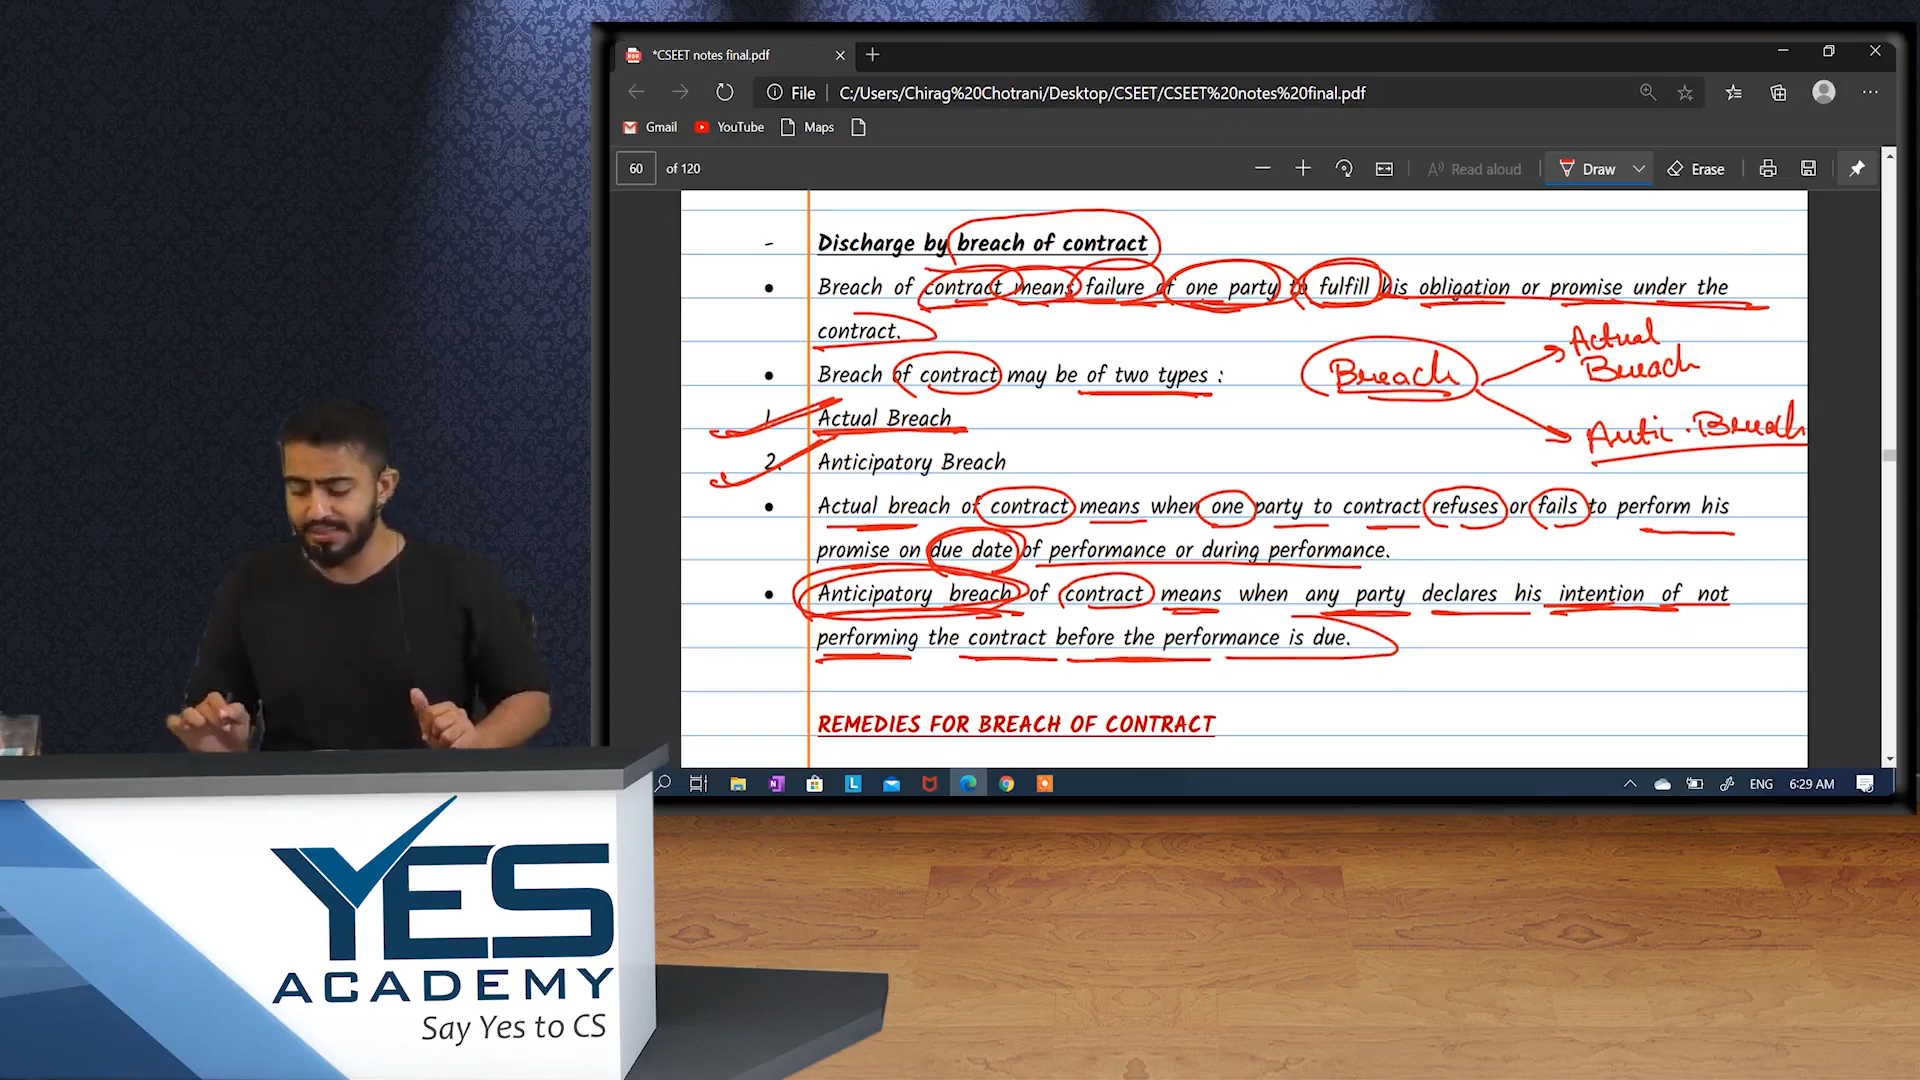 *CSEET notes final.pdf
File
C:/Users/Chirag%20Chotrani/Desktop/CSEET/CSEET%20notes%20final.pdf
Gmail
YouTube
Maps
60 of 120
Read aloud
Draw
Erase
- Discharge by breach of contract
• Breach of contract means failure of one party to fulfill his obligation or promise under the
contract.
• Breach of contract may be of two types :
Breach
Actual
Breach
1. Actual Breach
Antic. Breach
2. Anticipatory Breach
• Actual breach of contract means when one party to contract refuses or fails to perform his
promise on due date of performance or during performance.
• Anticipatory breach of contract means when any party declares his intention of not
performing the contract before the performance is due.
REMEDIES FOR BREACH OF CONTRACT
ENG
6:29 AM
YES
ACADEMY
Say Yes to CS